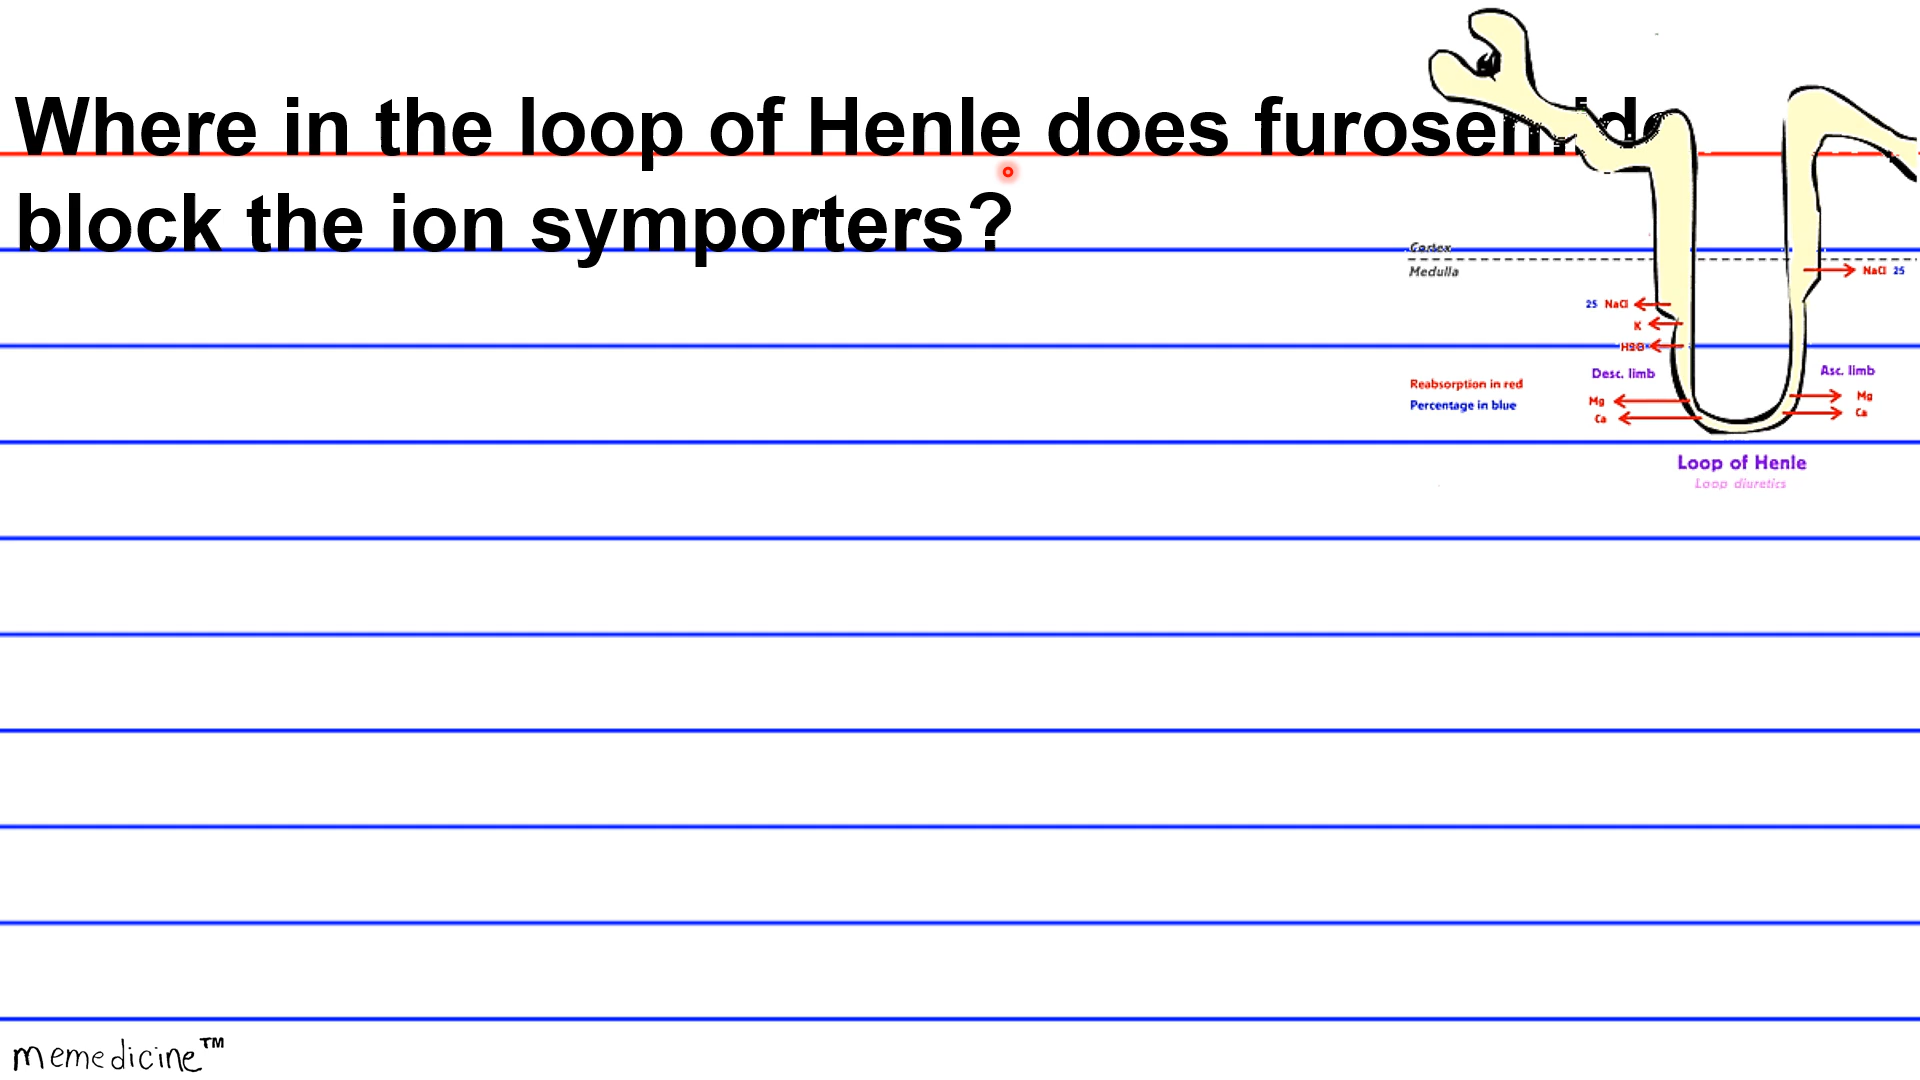 Where in the loop of Henle does furosemide
block the ion symporters?
Cortex
Medulla
NaCl 25
25 NaCl
K
H2O
Desc. limb
Asc. limb
Reabsorption in red
Percentage in blue
Mg
Ca
Mg
Ca
Loop of Henle
Loop diuretics
memedicine™